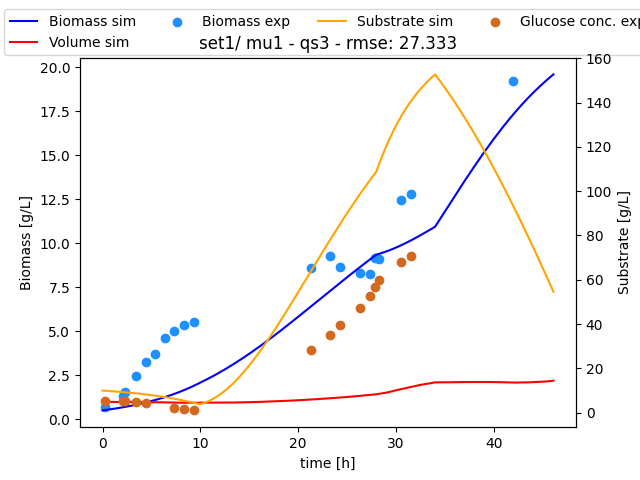 Biomass sim Biomass exp Substrate sim Glucose conc. exp
Volume sim
set1/ mu1 - qs3 - rmse: 27.333
20.0
17.5
15.0
12.5
10.0
7.5
5.0
2.5
0.0
Biomass [g/L]
160
140
120
100
80
60
40
20
0
Substrate [g/L]
0 10 20 30 40
time [h]